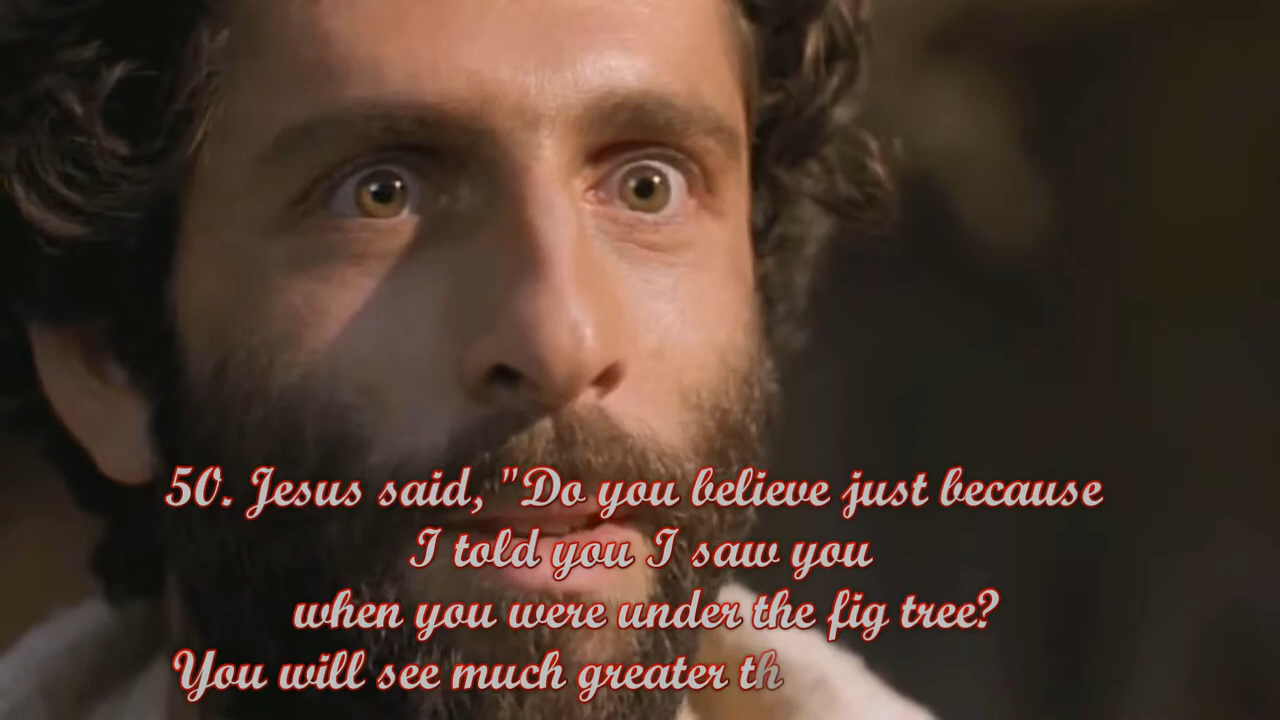 50. Jesus said, "Do you believe just because
I told you I saw you
when you were under the fig tree?
You will see much greater th